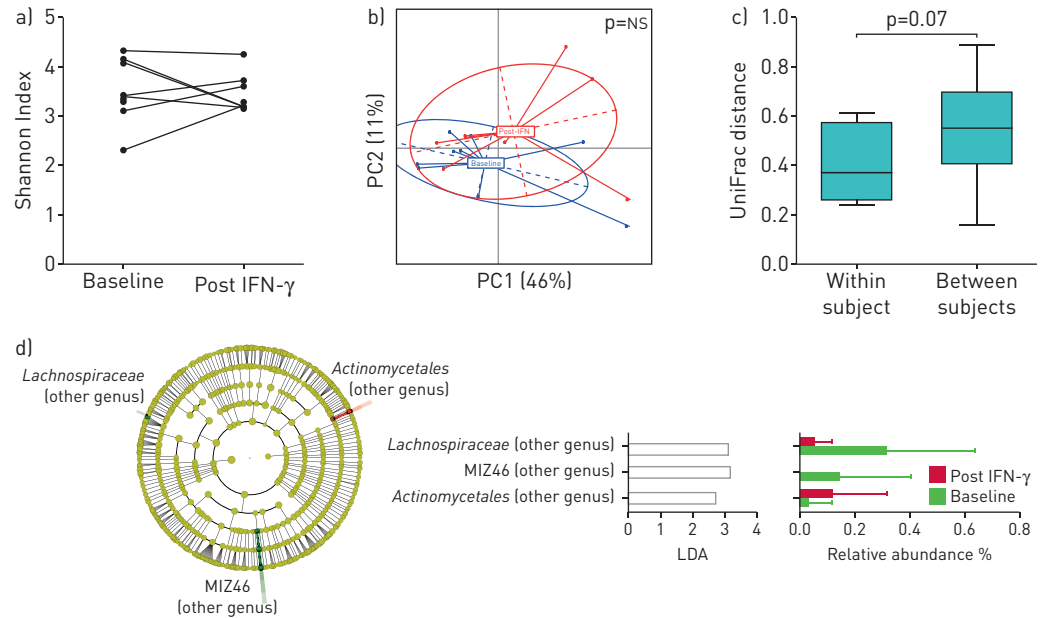 a)
5
4
3
2
1
0
Shannon Index
Baseline
Post IFN-γ
b)
p=NS
Post-IFN
Baseline
PC2 (11%)
PC1 (46%)
c)
p=0.07
1.0
0.8
0.6
0.4
0.2
0.0
UniFrac distance
Within
subject
Between
subjects
d)
Lachnospiraceae
(other genus)
Actinomycetales
(other genus)
MIZ46
(other genus)
Lachnospiraceae (other genus)
MIZ46 (other genus)
Actinomycetales (other genus)
0 1 2 3 4
LDA
Post IFN-γ
Baseline
0.0 0.2 0.4 0.6 0.8
Relative abundance %